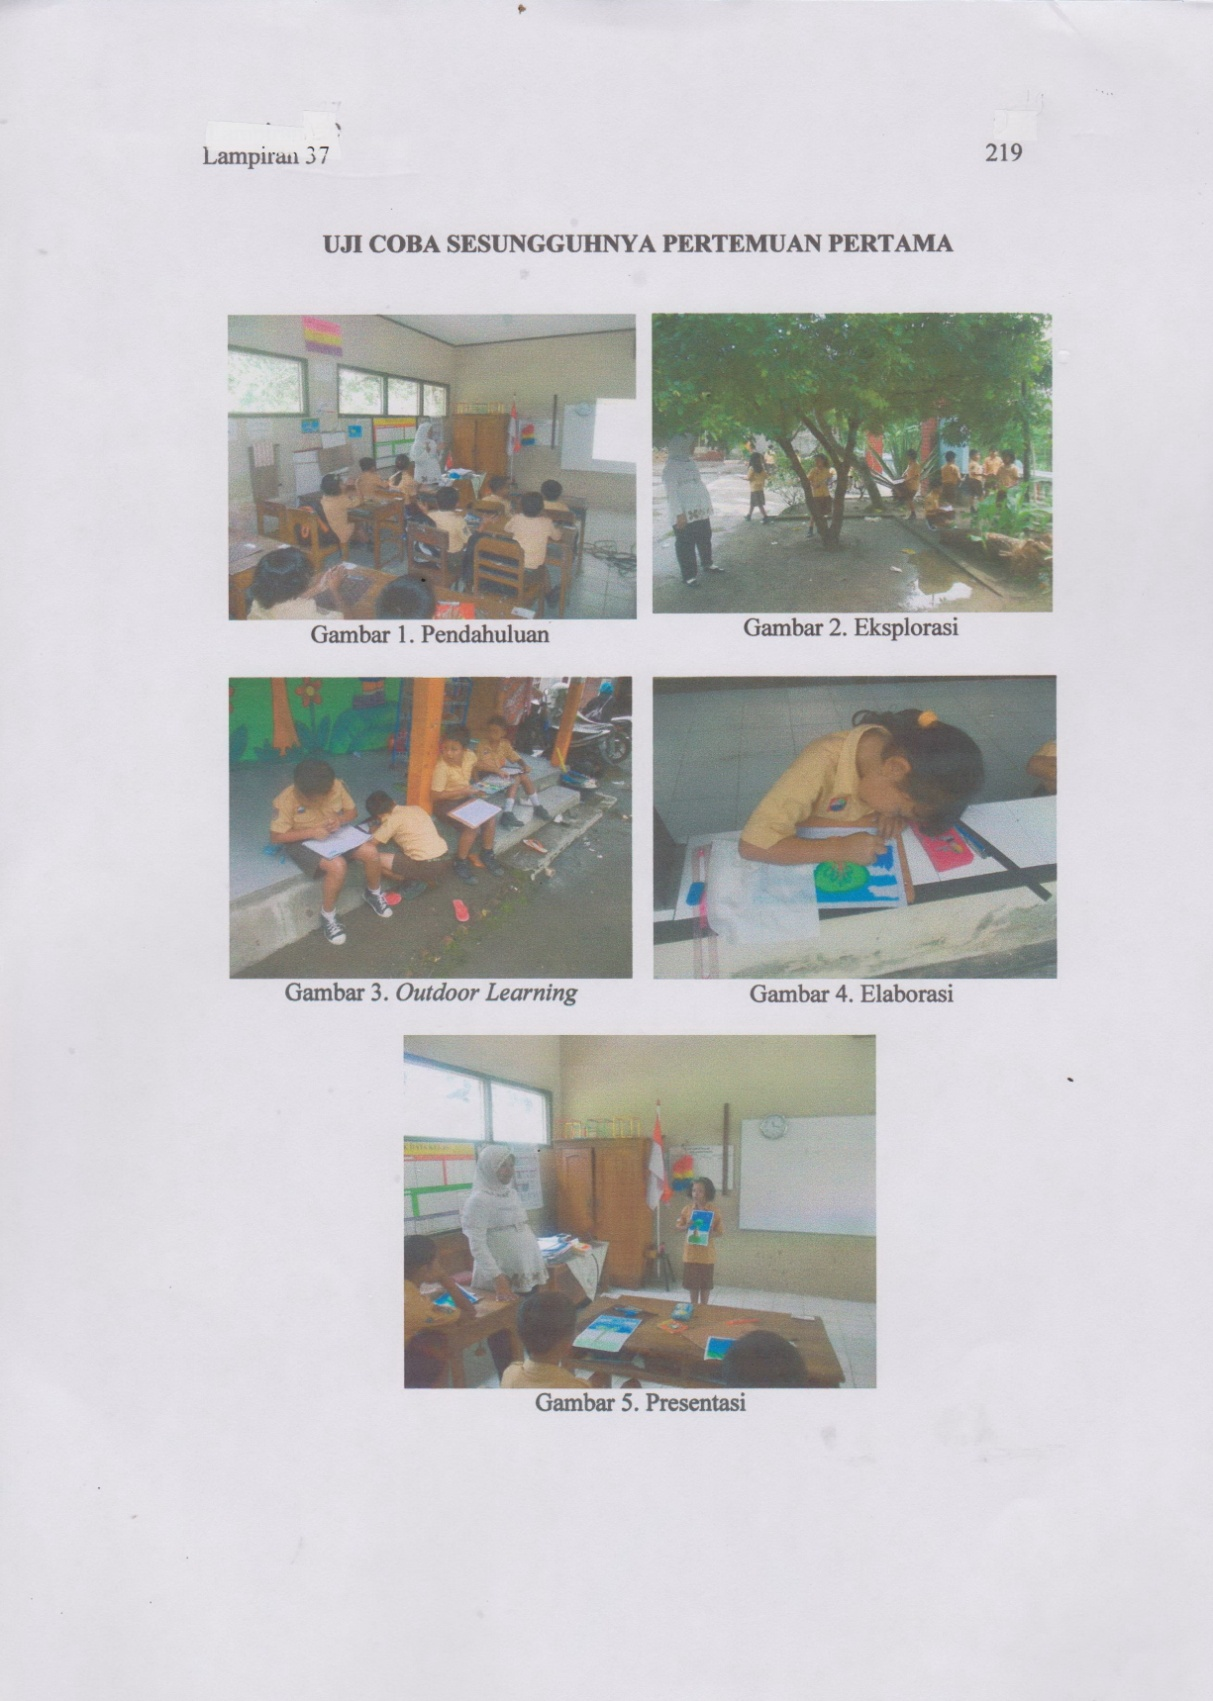 Lampiran 37
219
UJI COBA SESUNGGUHNYA PERTEMUAN PERTAMA
Gambar 1. Pendahuluan
Gambar 2. Eksplorasi
Gambar 3. Outdoor Learning
Gambar 4. Elaborasi
Gambar 5. Presentasi